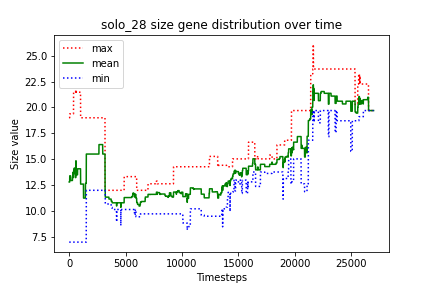 solo_28 size gene distribution over time
max
mean
min
25.0
22.5
20.0
17.5
15.0
12.5
10.0
7.5
Size value
0
5000
10000
15000
20000
25000
Timesteps